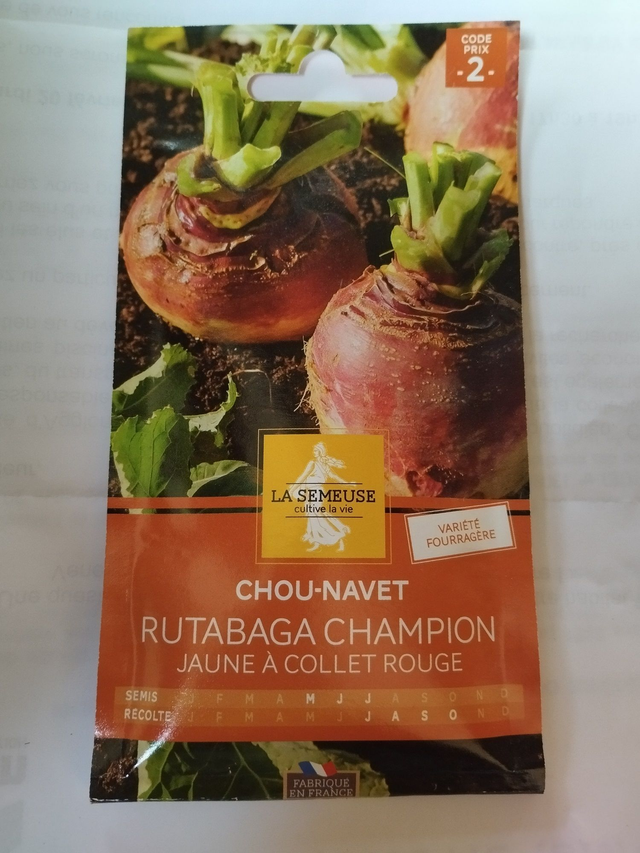 CODE
PRIX
-2-
LA SEMEUSE
cultive la vie
VARIÉTÉ
FOURRAGÈRE
CHOU-NAVET
RUTABAGA CHAMPION
JAUNE À COLLET ROUGE
SEMIS J F M A M J J A S O N D
RÉCOLTE J F M A M J J A S O N D
FABRIQUÉ
EN FRANCE